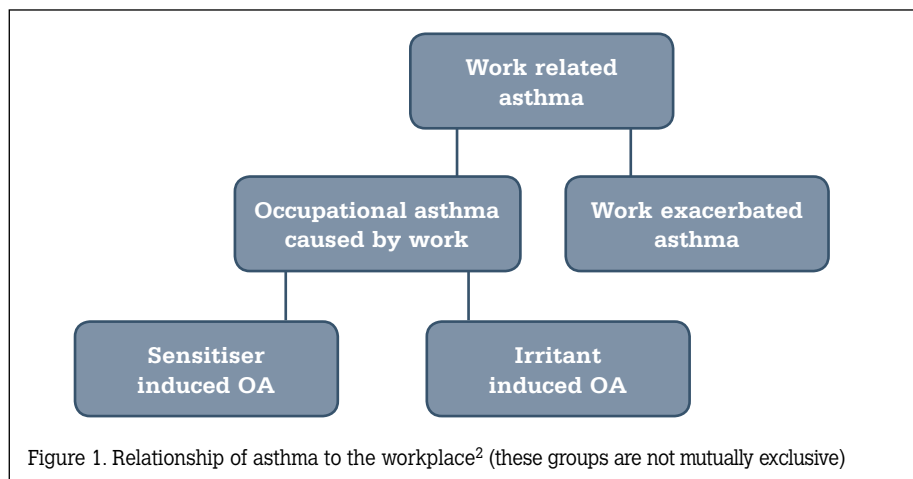 Work related
asthma
Occupational asthma
caused by work
Work exacerbated
asthma
Sensitiser
induced OA
Irritant
induced OA
Figure 1. Relationship of asthma to the workplace² (these groups are not mutually exclusive)